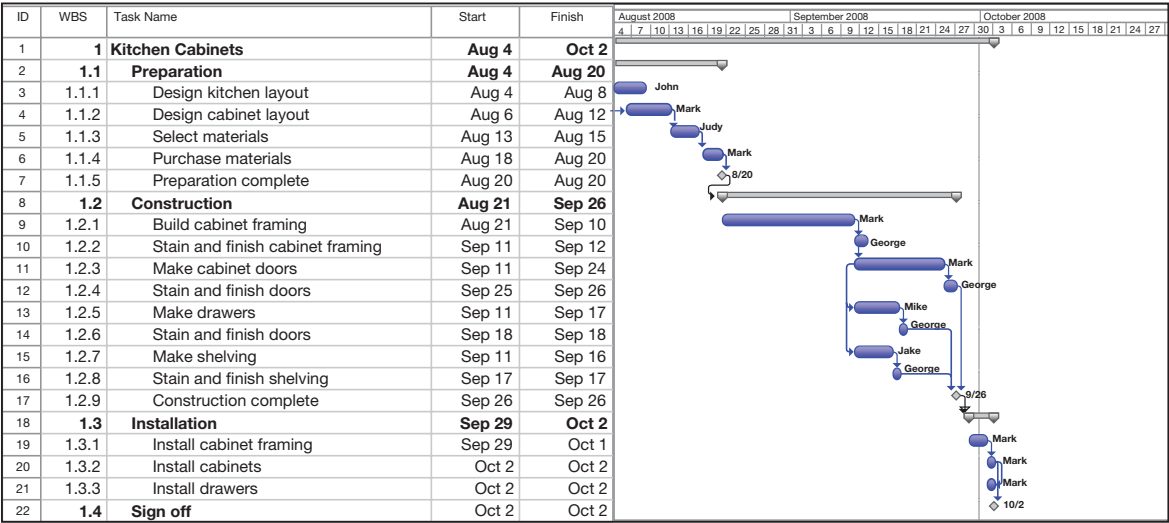 ID WBS Task Name Start Finish August 2008 September 2008 October 2008
4 7 10 13 16 19 22 25 28 31 3 6 9 12 15 18 21 24 27 30 3 6 9 12 15 18 21 24 27
1 1 Kitchen Cabinets Aug 4 Oct 2
2 1.1 Preparation Aug 4 Aug 20
3 1.1.1 Design kitchen layout Aug 4 Aug 8 John
4 1.1.2 Design cabinet layout Aug 6 Aug 12 Mark
5 1.1.3 Select materials Aug 13 Aug 15 Judy
6 1.1.4 Purchase materials Aug 18 Aug 20 Mark
7 1.1.5 Preparation complete Aug 20 Aug 20 8/20
8 1.2 Construction Aug 21 Sep 26
9 1.2.1 Build cabinet framing Aug 21 Sep 10 Mark
10 1.2.2 Stain and finish cabinet framing Sep 11 Sep 12 George
11 1.2.3 Make cabinet doors Sep 11 Sep 24 Mark
12 1.2.4 Stain and finish doors Sep 25 Sep 26 George
13 1.2.5 Make drawers Sep 11 Sep 17 Mike
14 1.2.6 Stain and finish doors Sep 18 Sep 18 George
15 1.2.7 Make shelving Sep 11 Sep 16 Jake
16 1.2.8 Stain and finish shelving Sep 17 Sep 17 George
17 1.2.9 Construction complete Sep 26 Sep 26 9/26
18 1.3 Installation Sep 29 Oct 2
19 1.3.1 Install cabinet framing Sep 29 Oct 1 Mark
20 1.3.2 Install cabinets Oct 2 Oct 2 Mark
21 1.3.3 Install drawers Oct 2 Oct 2 Mark
22 1.4 Sign off Oct 2 Oct 2 10/2